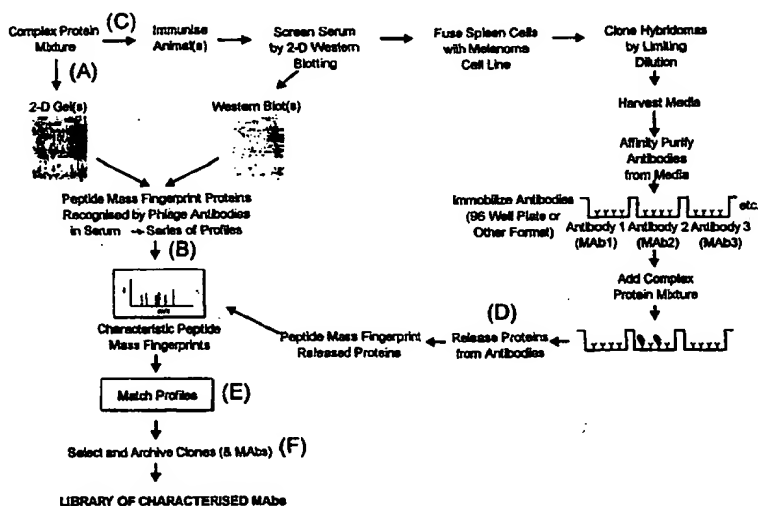 Complex Protein
Mixture
(C)
Immunise
Animal(s)
Screen Serum
by 2-D Western
Blotting
Fuse Spleen Cells
with Melanoma
Cell Line
Clone Hybridomas
by Limiting
Dilution
(A)
2-D Gel(s)
Western Blot(s)
Harvest Media
Affinity Purify
Antibodies
from Media
Peptide Mass Fingerprint Proteins
Recognised by Phlage Antibodies
in Serum → Series of Profiles
(B)
Immobilize Antibodies
(96 Well Plate or
Other Format)
etc.
Antibody 1 Antibody 2 Antibody 3
(MAb1) (MAb2) (MAb3)
Add Complex
Protein Mixture
Characteristic Peptide
Mass Fingerprints
(D)
Peptide Mass Fingerprint
Released Proteins
Release Proteins
from Antibodies
Match Profiles
(E)
Select and Archive Clones (& MAbs)
(F)
LIBRARY OF CHARACTERISED MAbs